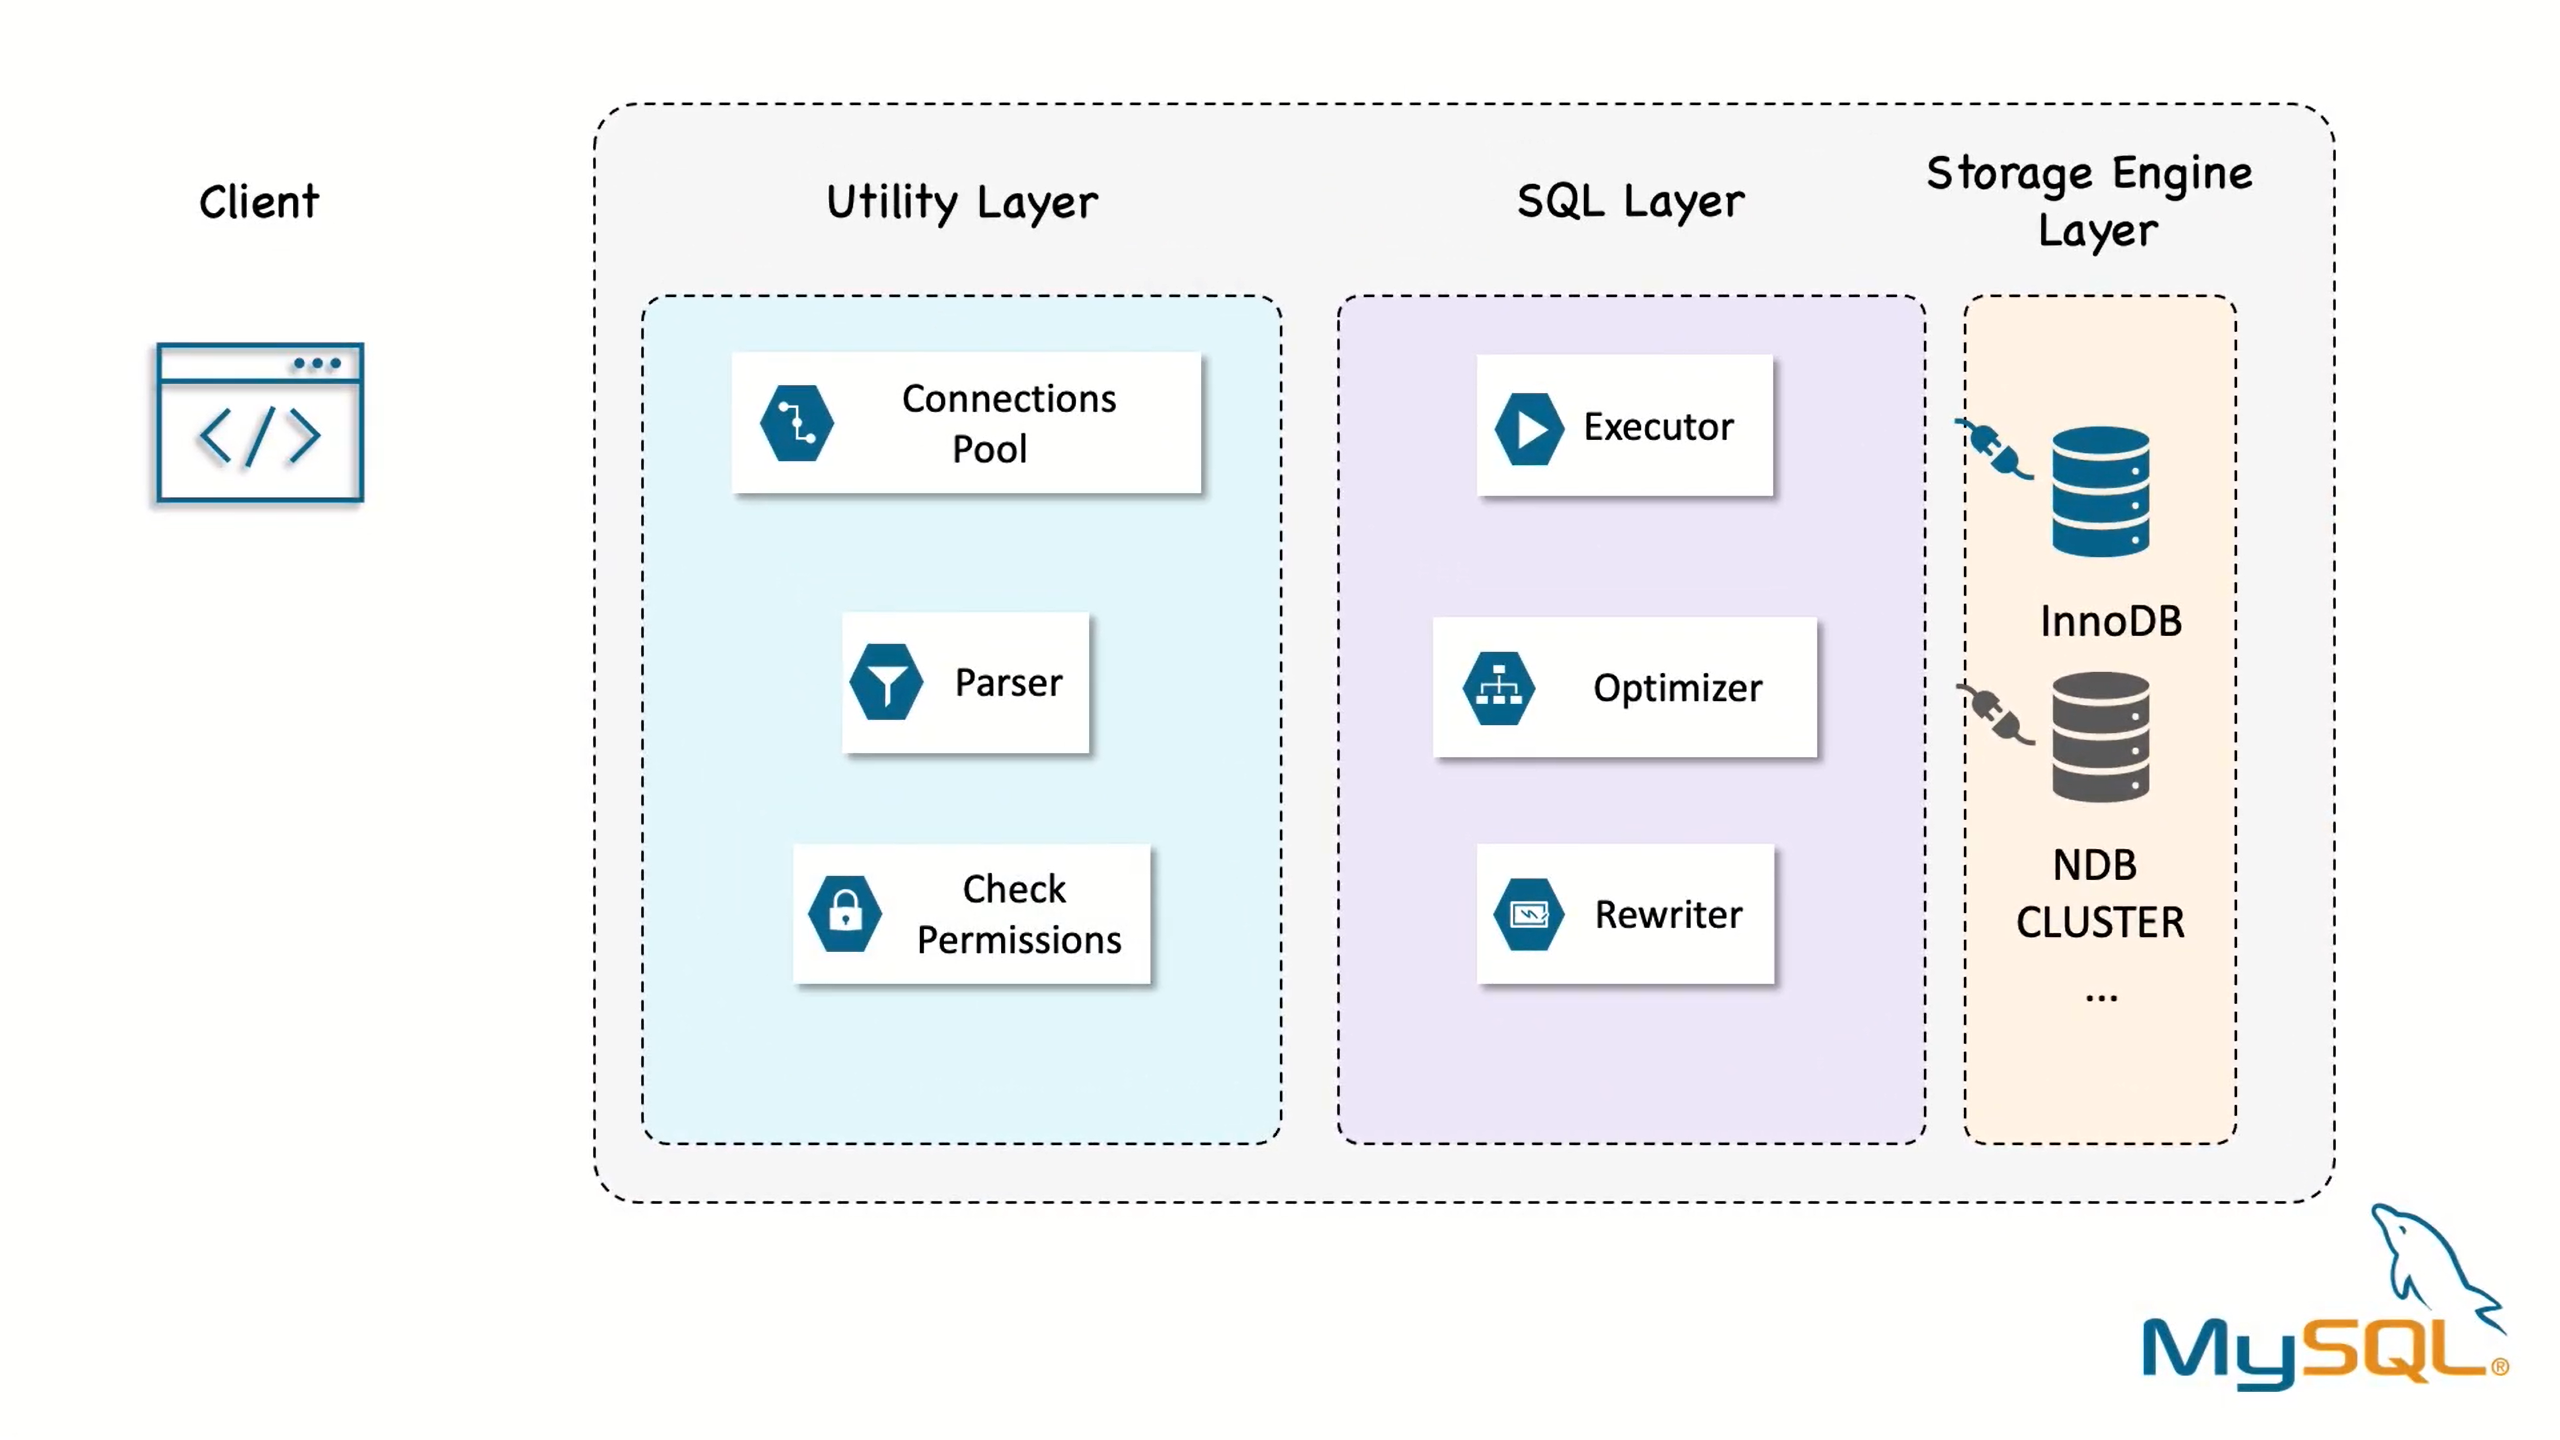 Client
Utility Layer
SQL Layer
Storage Engine
Layer
Connections
Pool
Executor
InnoDB
Parser
Optimizer
Check
Permissions
Rewriter
NDB
CLUSTER
...
MySQL®